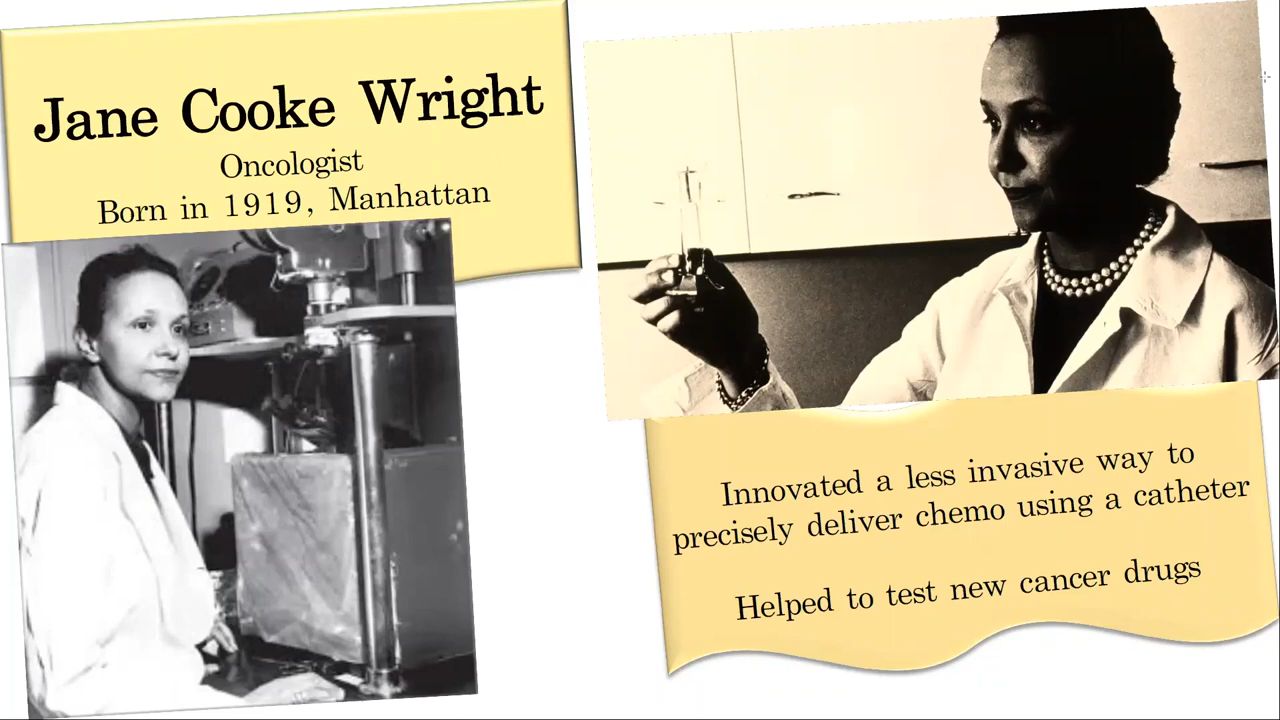 Jane Cooke Wright
Oncologist
Born in 1919, Manhattan
Innovated a less invasive way to
precisely deliver chemo using a catheter
Helped to test new cancer drugs